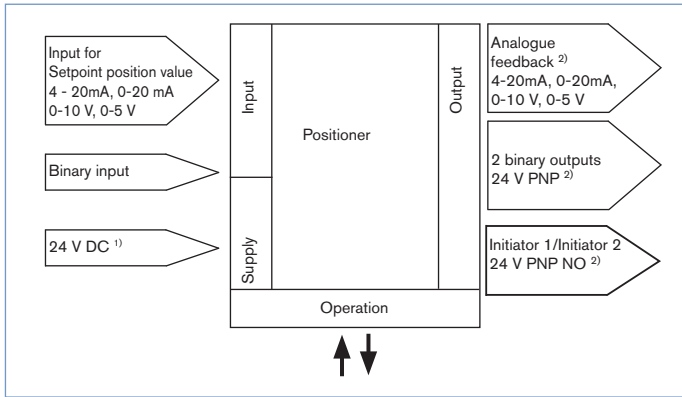 Input for
Setpoint position value
4 - 20mA, 0-20 mA
0-10 V, 0-5 V
Binary input
24 V DC 1)
Input
Supply
Positioner
Output
Operation
Analogue
feedback 2)
4-20mA, 0-20mA,
0-10 V, 0-5 V
2 binary outputs
24 V PNP 2)
Initiator 1/Initiator 2
24 V PNP NO 2)